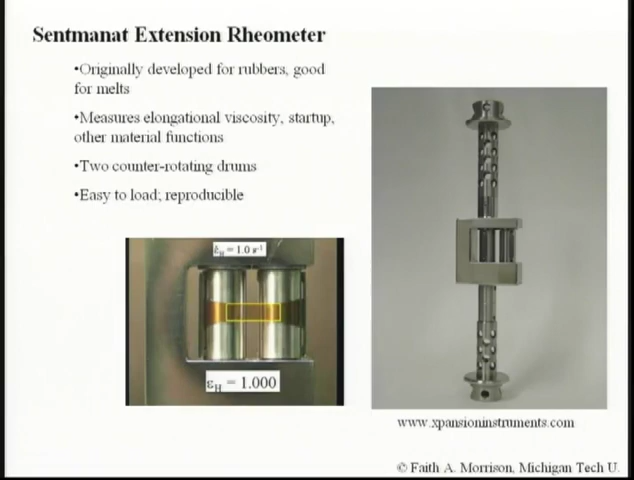 Sentmanat Extension Rheometer
•Originally developed for rubbers, good
for melts
•Measures elongational viscosity, startup,
other material functions
•Two counter-rotating drums
•Easy to load; reproducible
ε̇H = 1.0 s⁻¹
εH = 1.000
www.xpansioninstruments.com
© Faith A. Morrison, Michigan Tech U.